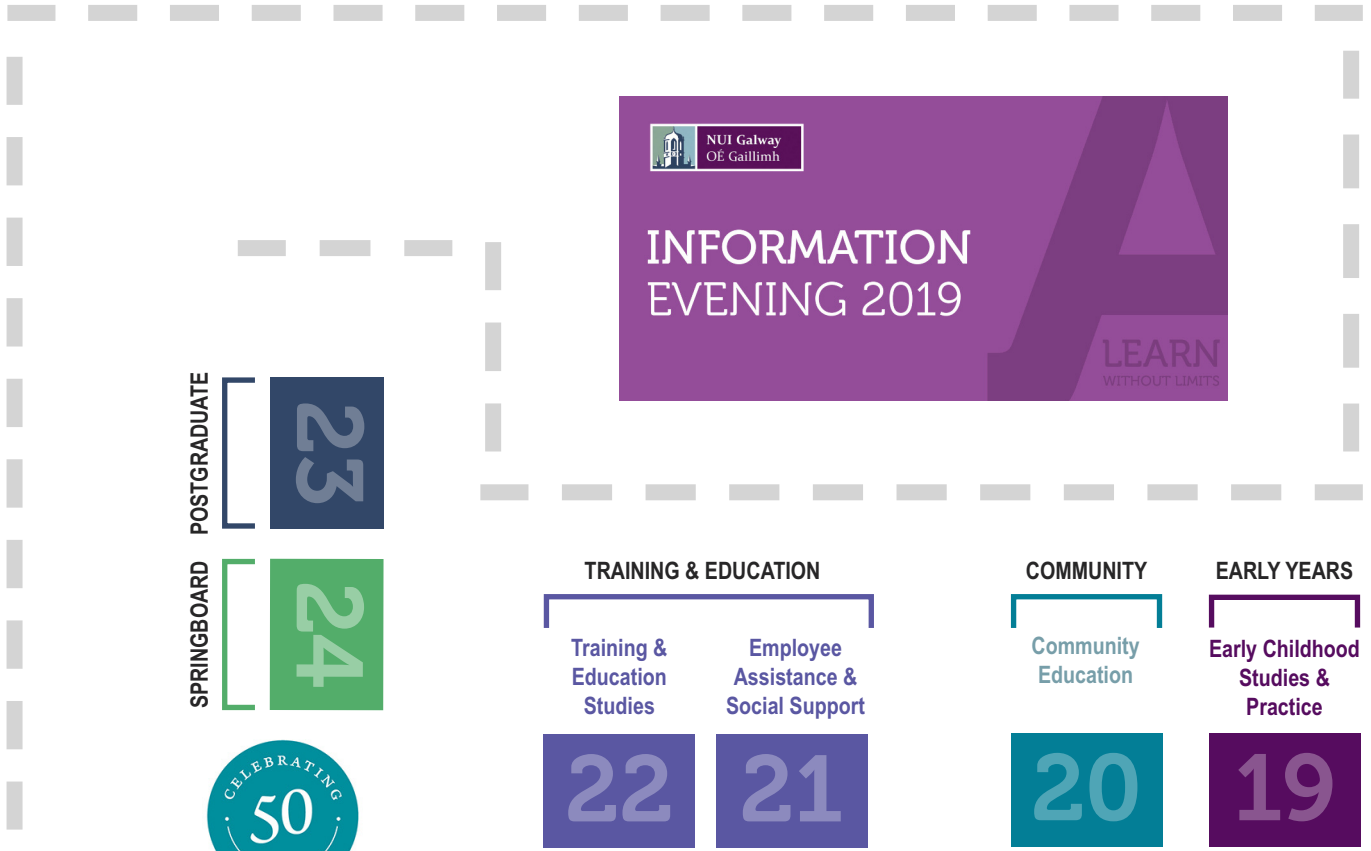 NUI Galway
OÉ Gaillimh
INFORMATION
EVENING 2019
LEARN
WITHOUT LIMITS
POSTGRADUATE
23
SPRINGBOARD
24
CELEBRATING
50
TRAINING & EDUCATION
Training &
Education
Studies
22
Employee
Assistance &
Social Support
21
COMMUNITY
Community
Education
20
EARLY YEARS
Early Childhood
Studies &
Practice
19